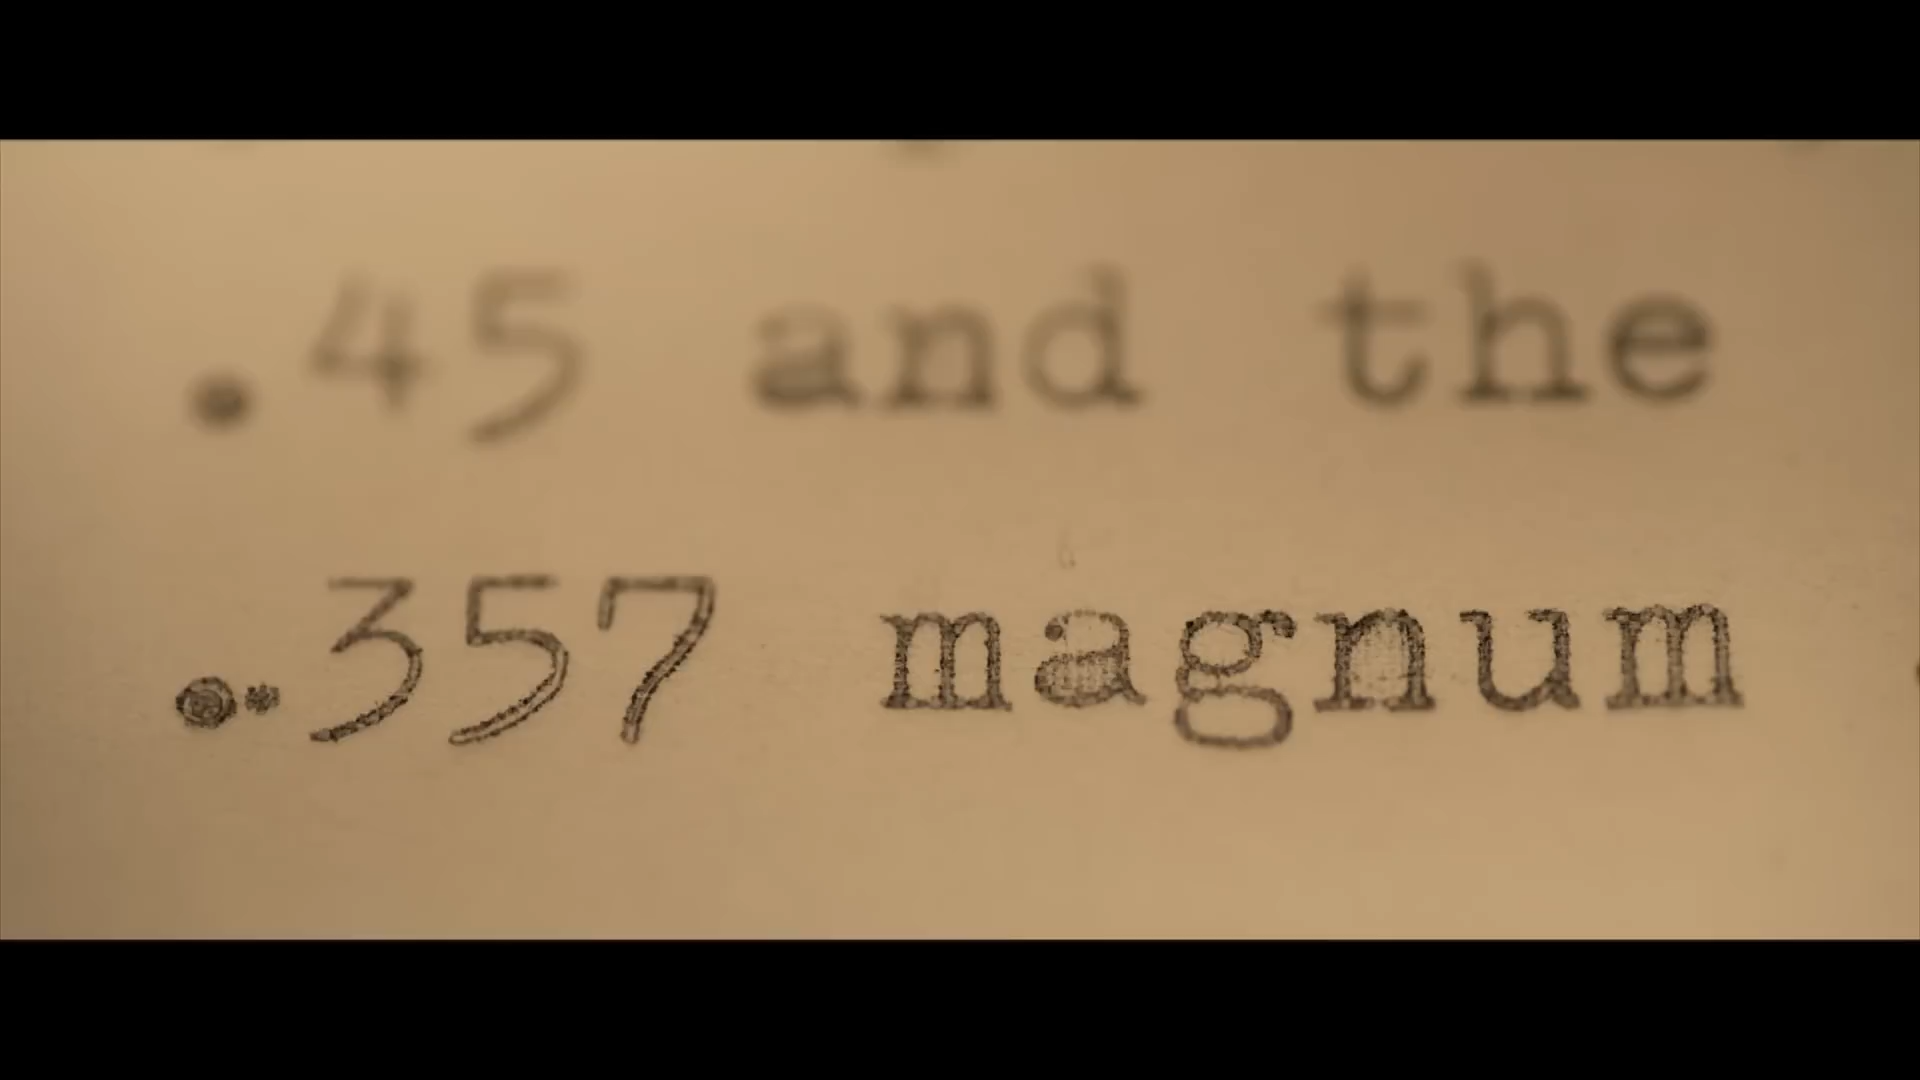 .45 and the
..357 magnum